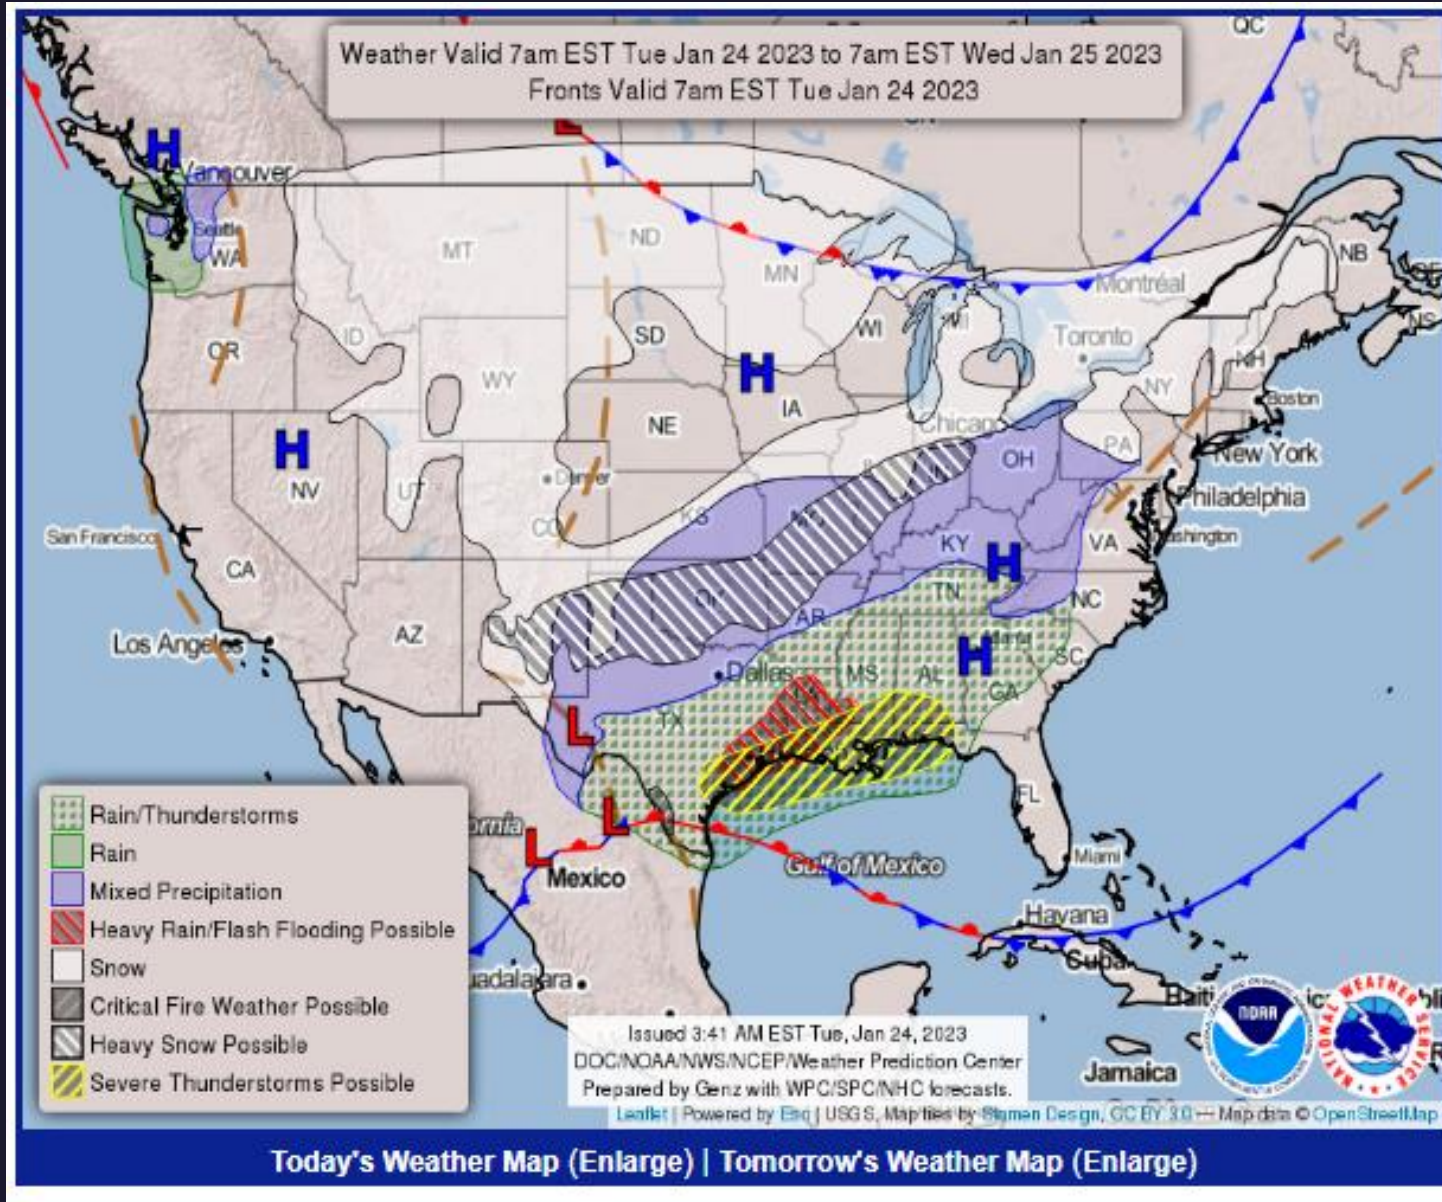 Weather Valid 7am EST Tue Jan 24 2023 to 7am EST Wed Jan 25 2023
Fronts Valid 7am EST Tue Jan 24 2023
QC
H
Vancouver
Seattle
WA
MT
ND
MN
NB
Montréal
OR
ID
SD
WI
MI
Toronto
NS
H
WY
IA
NY
NH
Boston
NE
Chicago
PA
New York
H
NV
UT
Denver
OH
Philadelphia
San Francisco
CO
KS
MO
KY
VA
Washington
CA
H
TN
NC
OK
AR
Los Angeles
AZ
Dallas
MS
AL
H
Atlanta
SC
GA
L
TX
FL
L
L
Mexico
Gulf of Mexico
Miami
Havana
Cuba
Guadalajara
Haiti
Jamaica
Rain/Thunderstorms
Rain
Mixed Precipitation
Heavy Rain/Flash Flooding Possible
Snow
Critical Fire Weather Possible
Heavy Snow Possible
Severe Thunderstorms Possible
NOAA
NATIONAL WEATHER SERVICE
Issued 3:41 AM EST Tue, Jan 24, 2023
DOC/NOAA/NWS/NCEP/Weather Prediction Center
Prepared by Genz with WPC/SPC/NHC forecasts.
Leaflet | Powered by Esri | USGS, Map tiles by Stamen Design, CC BY 3.0 — Map data © OpenStreetMap
Today's Weather Map (Enlarge) | Tomorrow's Weather Map (Enlarge)